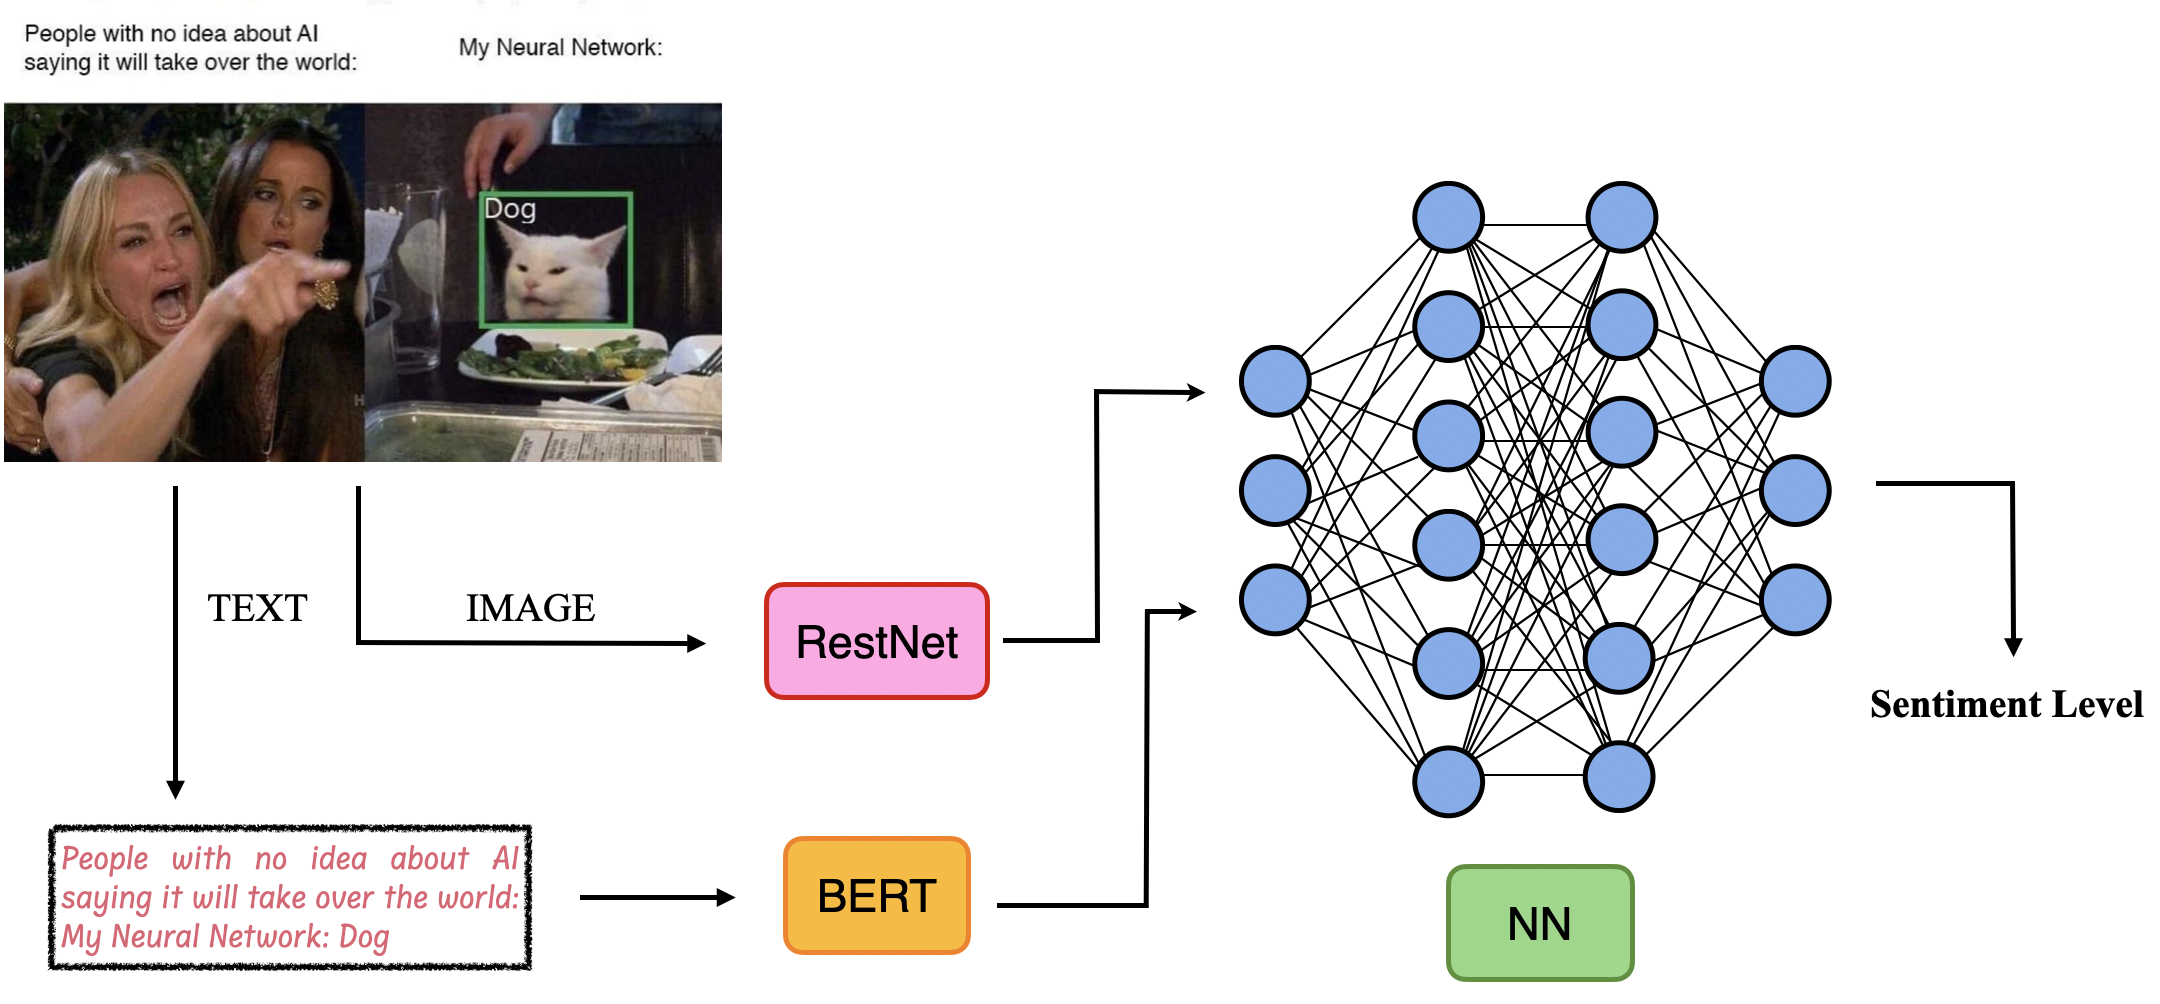 People with no idea about AI
saying it will take over the world:
My Neural Network:
Dog
TEXT
IMAGE
RestNet
Sentiment Level
People with no idea about AI
saying it will take over the world:
My Neural Network: Dog
BERT
NN